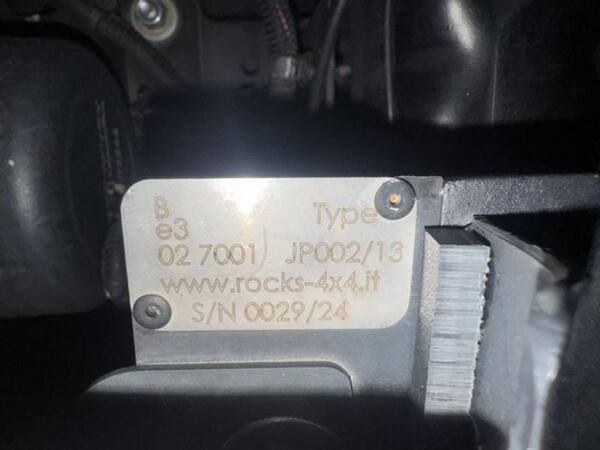 B
e3 Type
02 7001 JP002/13
www.rocks-4x4.it
S/N 0029/24